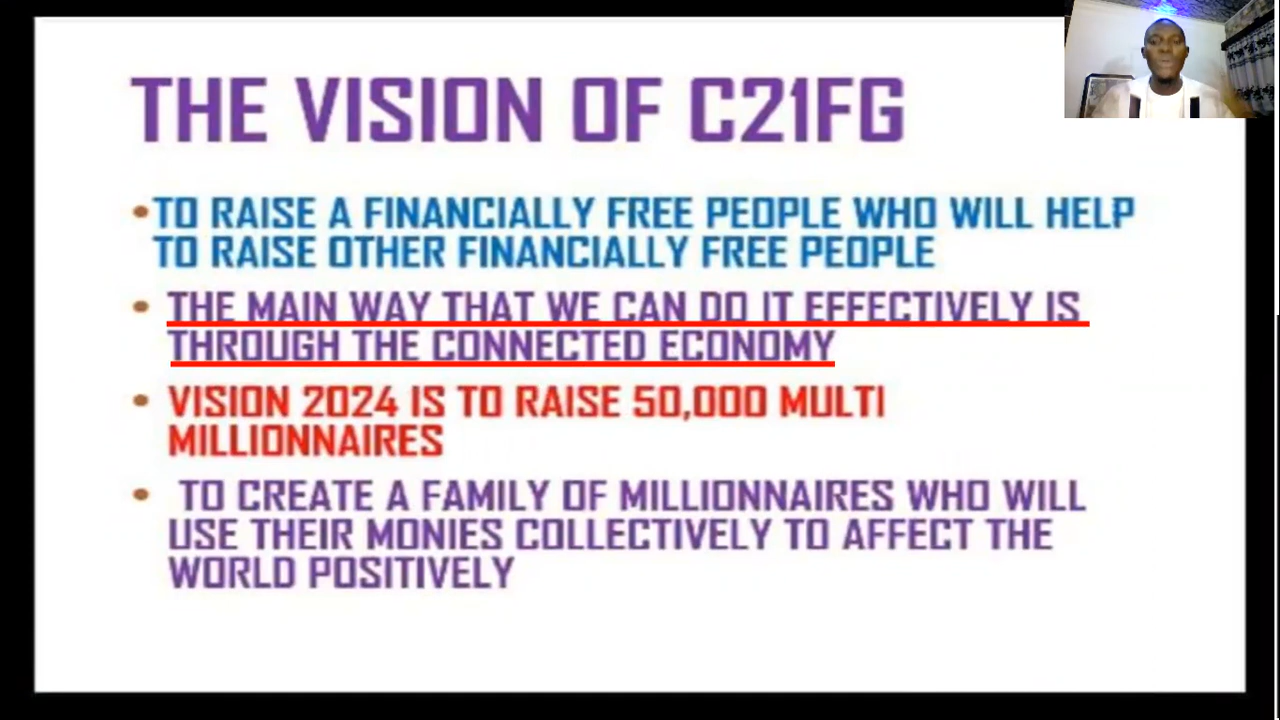 THE VISION OF C21FG
•TO RAISE A FINANCIALLY FREE PEOPLE WHO WILL HELP
TO RAISE OTHER FINANCIALLY FREE PEOPLE
• THE MAIN WAY THAT WE CAN DO IT EFFECTIVELY IS
THROUGH THE CONNECTED ECONOMY
• VISION 2024 IS TO RAISE 50,000 MULTI
MILLIONNAIRES
• TO CREATE A FAMILY OF MILLIONNAIRES WHO WILL
USE THEIR MONIES COLLECTIVELY TO AFFECT THE
WORLD POSITIVELY